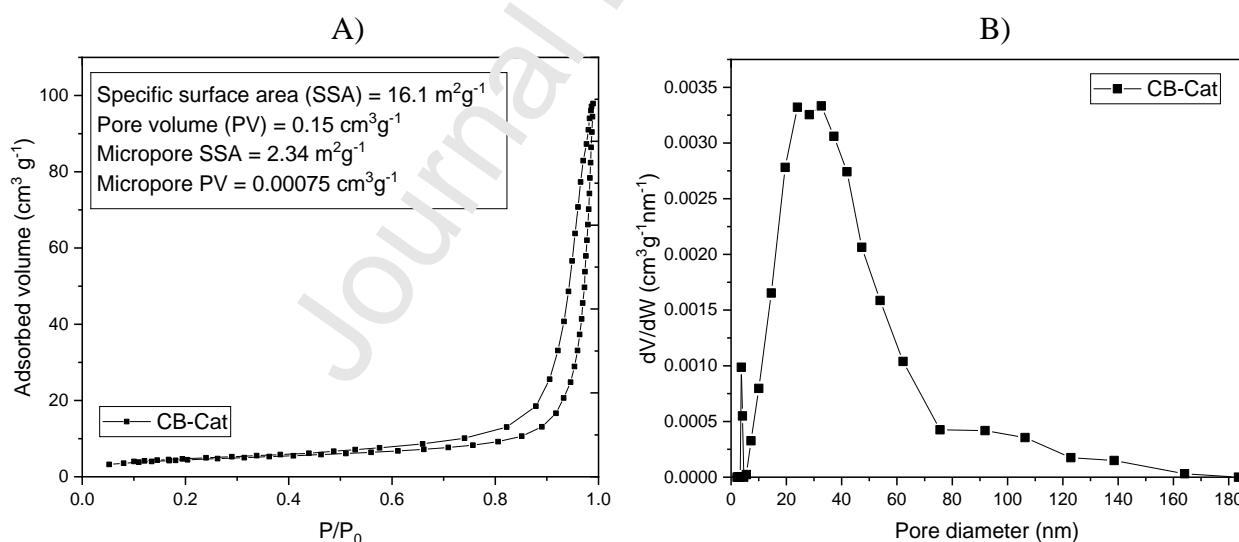 A)
B)
Specific surface area (SSA) = 16.1 m²g⁻¹
Pore volume (PV) = 0.15 cm³g⁻¹
Micropore SSA = 2.34 m²g⁻¹
Micropore PV = 0.00075 cm³g⁻¹
CB-Cat
Adsorbed volume (cm³ g⁻¹)
100
80
60
40
20
0
0.0
0.2
0.4
0.6
0.8
1.0
P/P₀
Journal
CB-Cat
dV/dW (cm³g⁻¹nm⁻¹)
0.0035
0.0030
0.0025
0.0020
0.0015
0.0010
0.0005
0.0000
0
20
40
60
80
100
120
140
160
180
Pore diameter (nm)